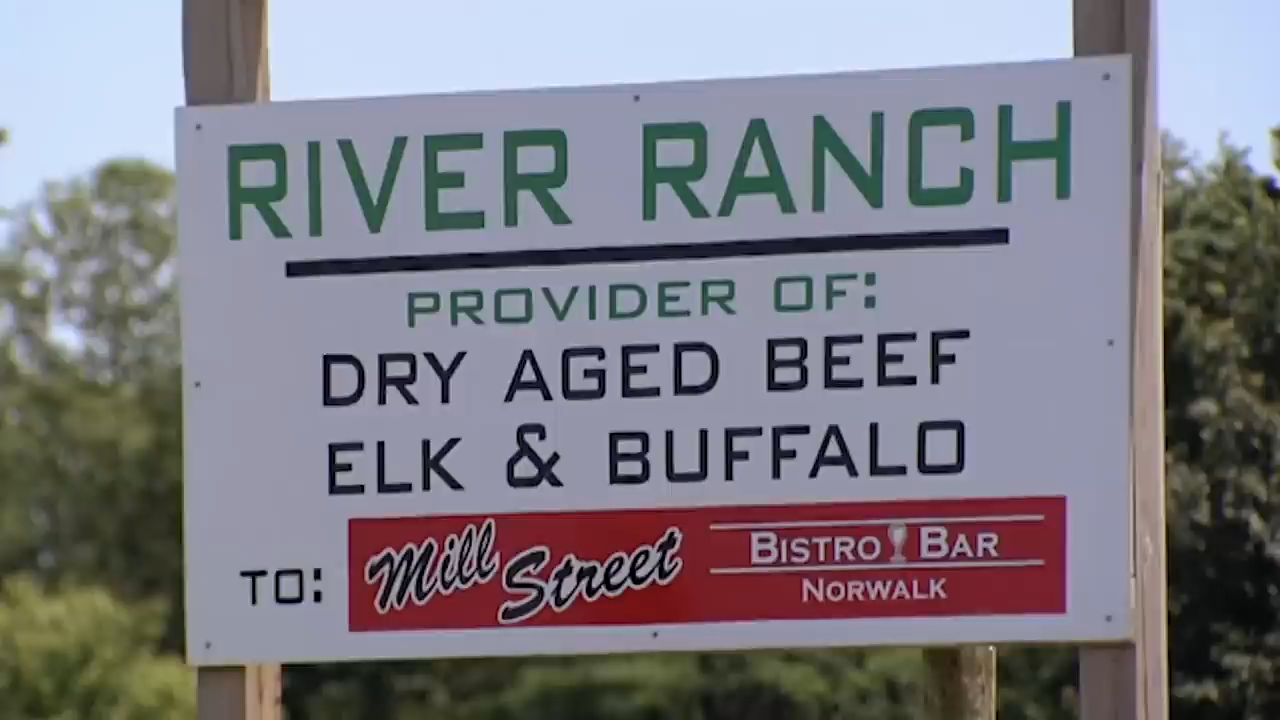 RIVER RANCH
PROVIDER OF:
DRY AGED BEEF
ELK & BUFFALO
TO: Mill Street BISTRO BAR
NORWALK